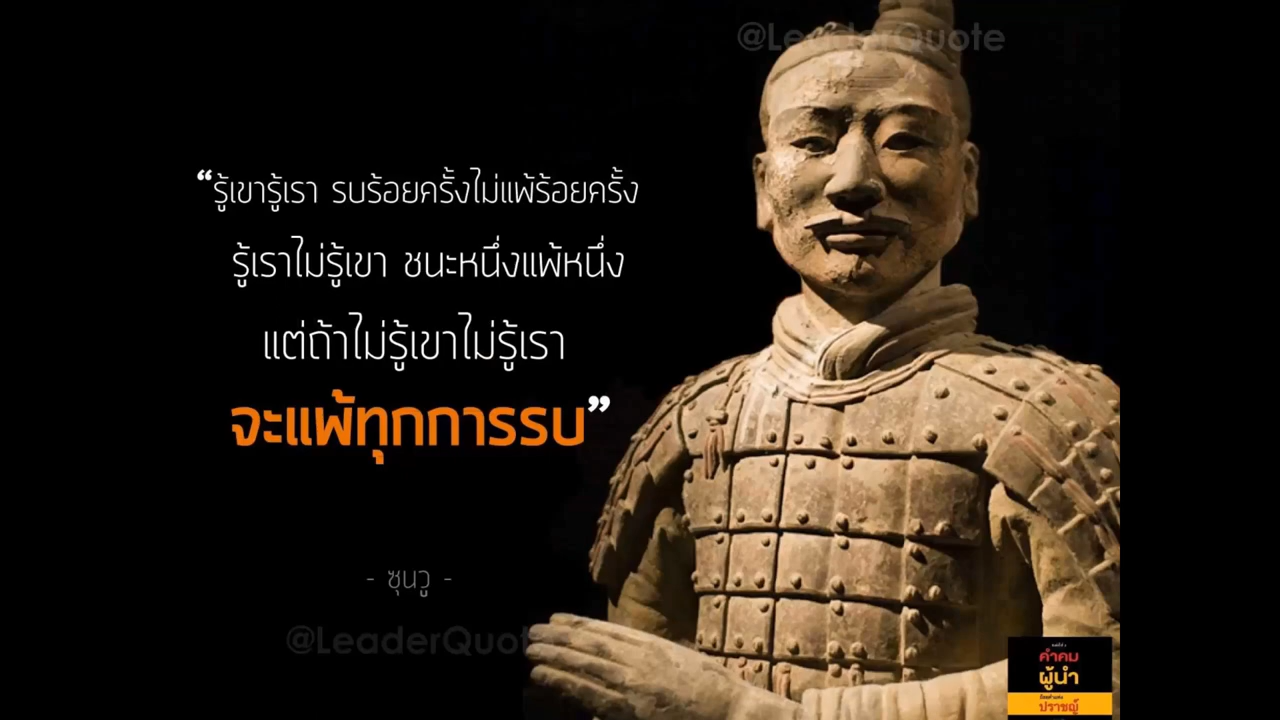 @LeaderQuote
“รู้เขารู้เรา รบร้อยครั้งไม่แพ้ร้อยครั้ง
รู้เราไม่รู้เขา ชนะหนึ่งแพ้หนึ่ง
แต่ถ้าไม่รู้เขาไม่รู้เรา
จะแพ้ทุกการรบ”
- ซุนวู -
@LeaderQuote
คำคม
ผู้นำ
ปราชญ์